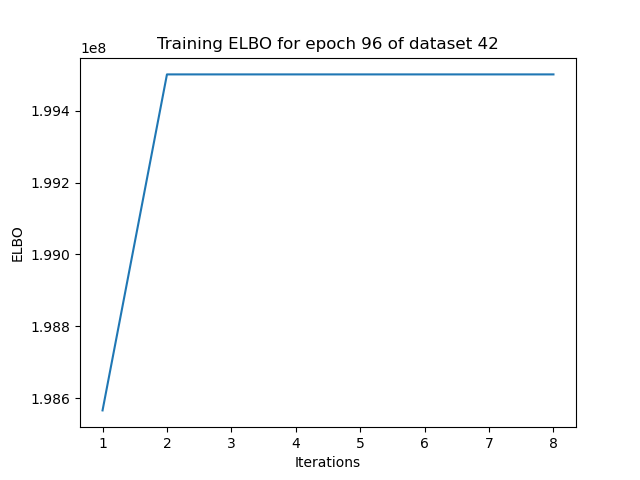 Training ELBO for epoch 96 of dataset 42
1e8
1.994
1.992
1.990
1.988
1.986
ELBO
1 2 3 4 5 6 7 8
Iterations